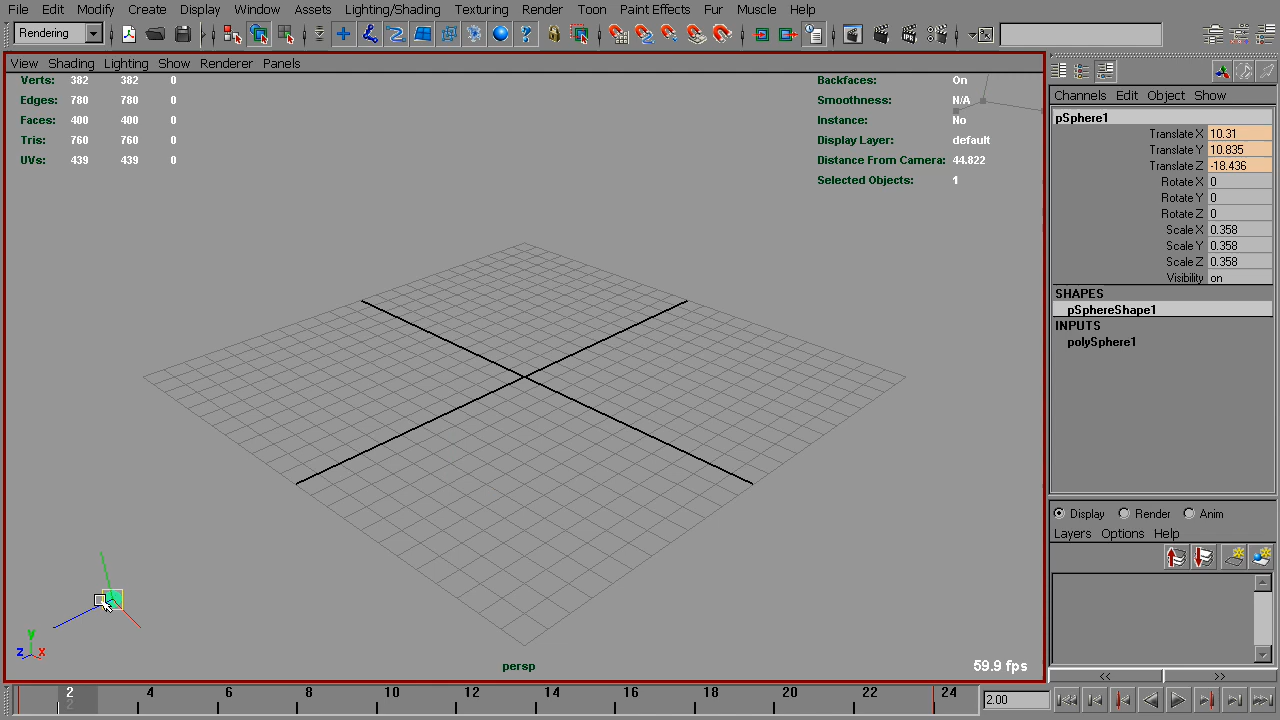 File Edit Modify Create Display Window Assets Lighting/Shading Texturing Render Toon Paint Effects Fur Muscle Help
Rendering
View Shading Lighting Show Renderer Panels
Verts: 382 382 0
Edges: 780 780 0
Faces: 400 400 0
Tris: 760 760 0
UVs: 439 439 0
Backfaces: On
Smoothness: N/A
Instance: No
Display Layer: default
Distance From Camera: 44.822
Selected Objects: 1
y
z x
persp
59.9 fps
Channels Edit Object Show
pSphere1
Translate X 10.31
Translate Y 10.835
Translate Z -18.436
Rotate X 0
Rotate Y 0
Rotate Z 0
Scale X 0.358
Scale Y 0.358
Scale Z 0.358
Visibility on
SHAPES
pSphereShape1
INPUTS
polySphere1
Display Render Anim
Layers Options Help
<< >>
2 4 6 8 10 12 14 16 18 20 22 24
2
2.00